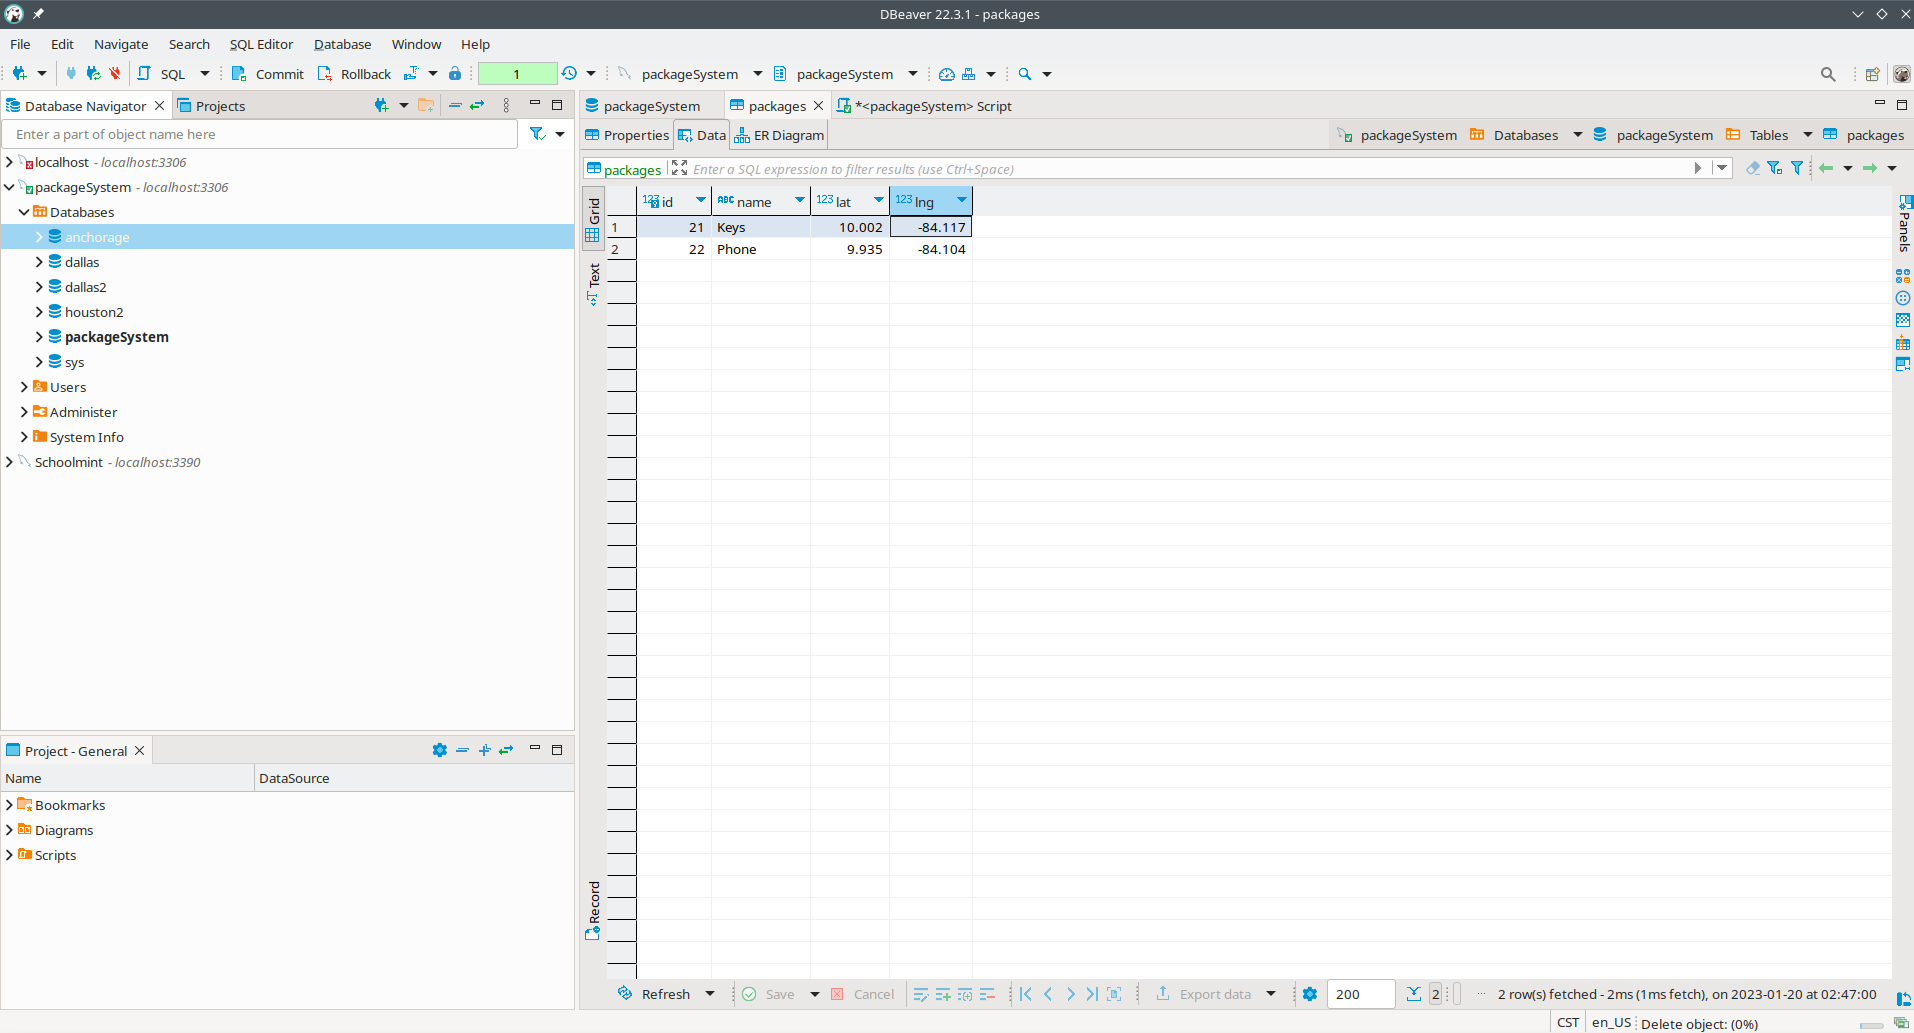 DBeaver 22.3.1 - packages
File Edit Navigate Search SQL Editor Database Window Help
SQL Commit Rollback 1 packageSystem packageSystem
Database Navigator Projects
Enter a part of object name here
localhost - localhost:3306
packageSystem - localhost:3306
Databases
anchorage
dallas
dallas2
houston2
packageSystem
sys
Users
Administer
System Info
Schoolmint - localhost:3390
Project - General
Name DataSource
Bookmarks
Diagrams
Scripts
packageSystem packages *<packageSystem> Script
Properties Data ER Diagram packageSystem Databases packageSystem Tables packages
packages Enter a SQL expression to filter results (use Ctrl+Space)
Grid
Text
Record
123 id ABC name 123 lat 123 lng
1 21 Keys 10.002 -84.117
2 22 Phone 9.935 -84.104
Panels
Refresh Save Cancel Export data 200 2 ... 2 row(s) fetched - 2ms (1ms fetch), on 2023-01-20 at 02:47:00
CST en_US Delete object: (0%)